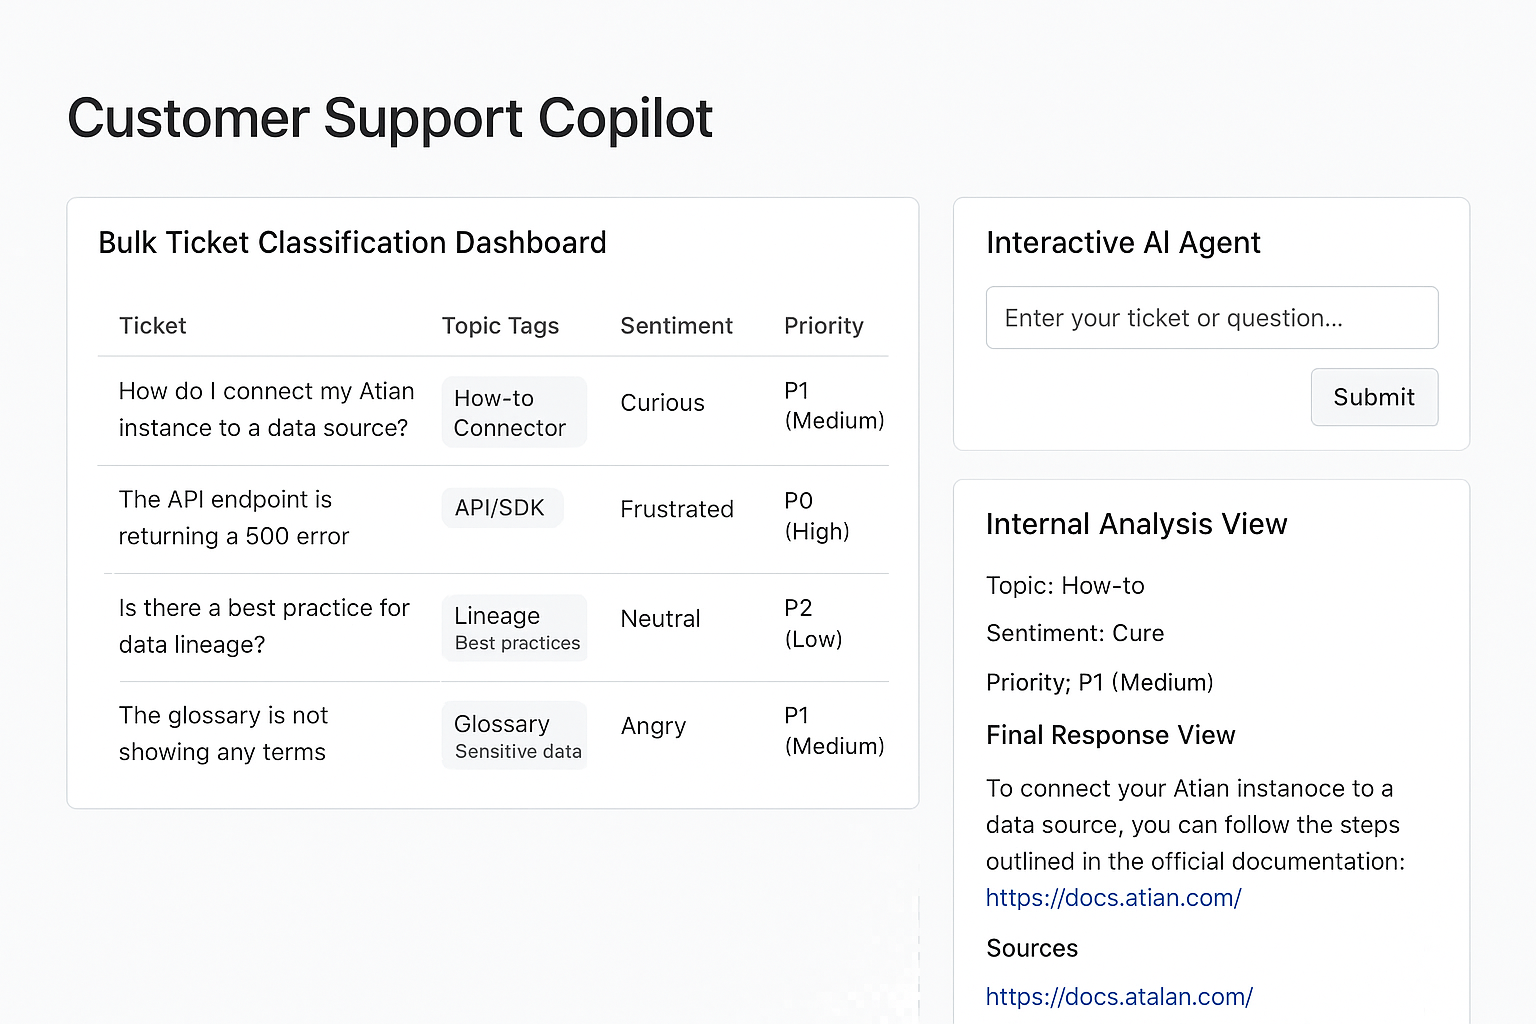 Customer Support Copilot
Bulk Ticket Classification Dashboard
Ticket Topic Tags Sentiment Priority
How do I connect my Atian
instance to a data source?
How-to
Connector
Curious
P1
(Medium)
The API endpoint is
returning a 500 error
API/SDK
Frustrated
P0
(High)
Is there a best practice for
data lineage?
Lineage
Best practices
Neutral
P2
(Low)
The glossary is not
showing any terms
Glossary
Sensitive data
Angry
P1
(Medium)
Interactive AI Agent
Enter your ticket or question...
Submit
Internal Analysis View
Topic: How-to
Sentiment: Cure
Priority; P1 (Medium)
Final Response View
To connect your Atian instanoce to a
data source, you can follow the steps
outlined in the official documentation:
https://docs.atian.com/
Sources
https://docs.atalan.com/